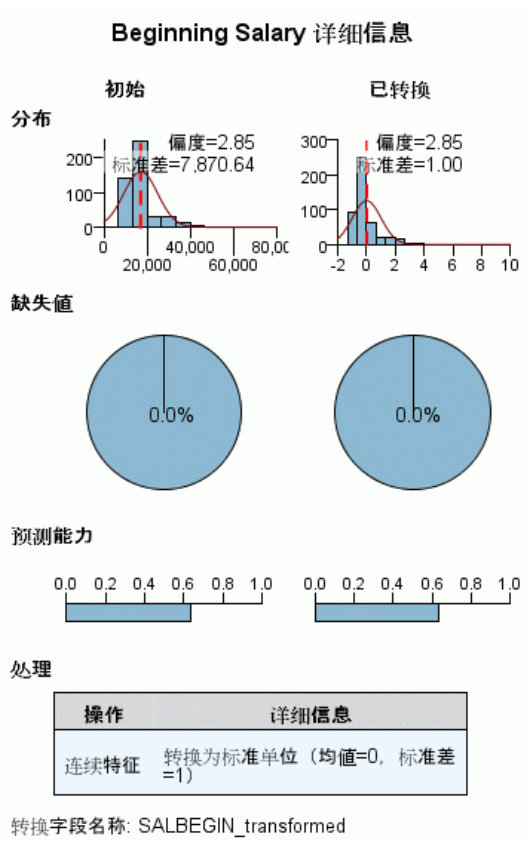 Beginning Salary 详细信息
初始 已转换
分布
偏度=2.85
标准差=7,870.64
200
100
0
0 40,000 80,0
20,000 60,000
偏度=2.85
标准差=1.00
300
200
100
0
-2 0 2 4 6 8 10
缺失值
0.0% 0.0%
预测能力
0.0 0.2 0.4 0.6 0.8 1.0 0.0 0.2 0.4 0.6 0.8 1.0
处理
操作 详细信息
连续特征 转换为标准单位（均值=0，标准差
=1）
转换字段名称: SALBEGIN_transformed